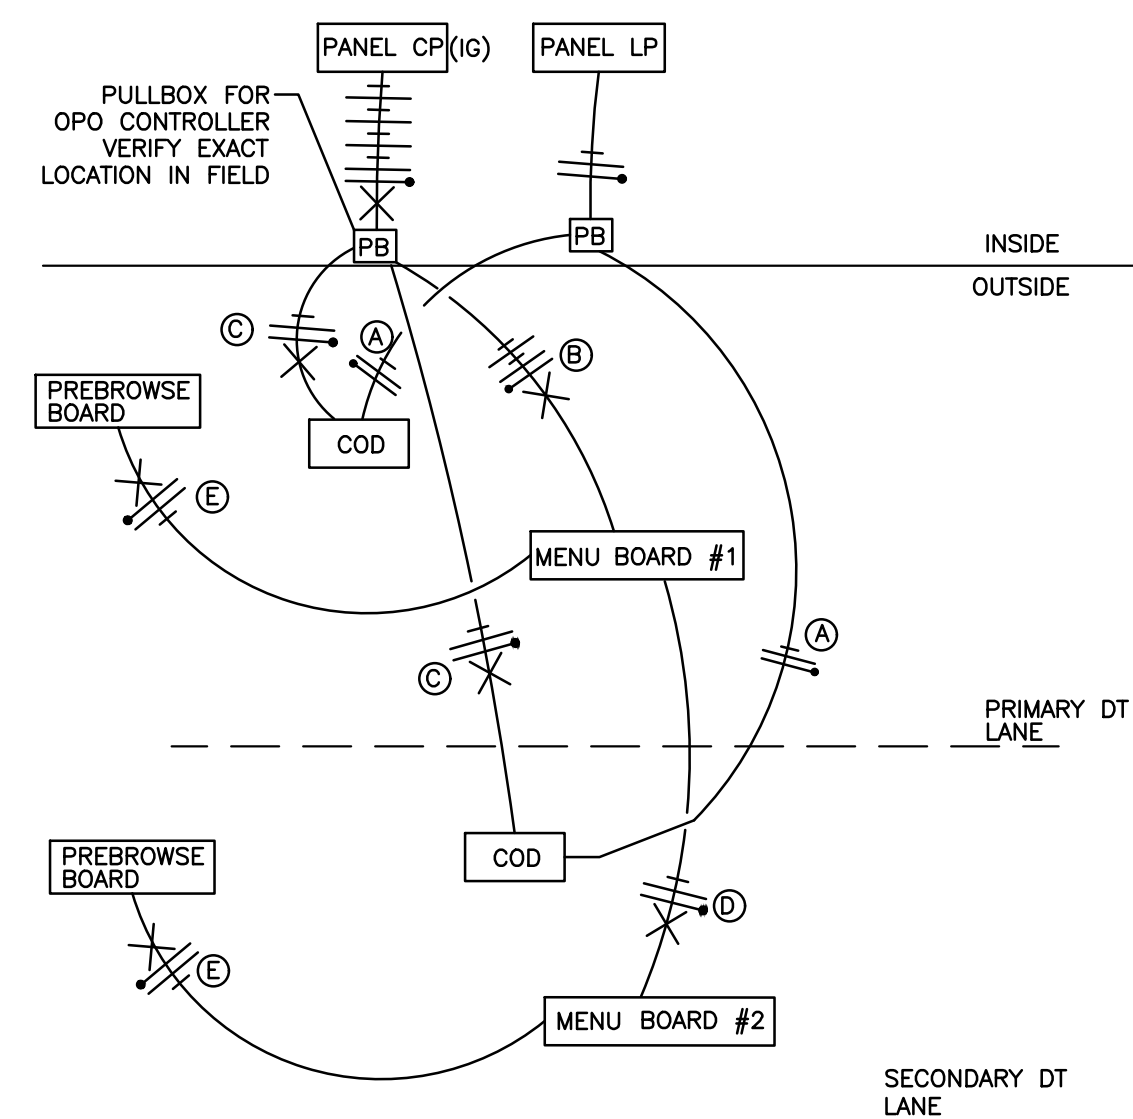 PANEL CP(IG)
PANEL LP
PULLBOX FOR
OPO CONTROLLER
VERIFY EXACT
LOCATION IN FIELD
PB
PB
INSIDE
OUTSIDE
C
A
B
PREBROWSE
BOARD
COD
E
MENU BOARD #1
A
C
PRIMARY DT
LANE
COD
PREBROWSE
BOARD
D
E
MENU BOARD #2
SECONDARY DT
LANE